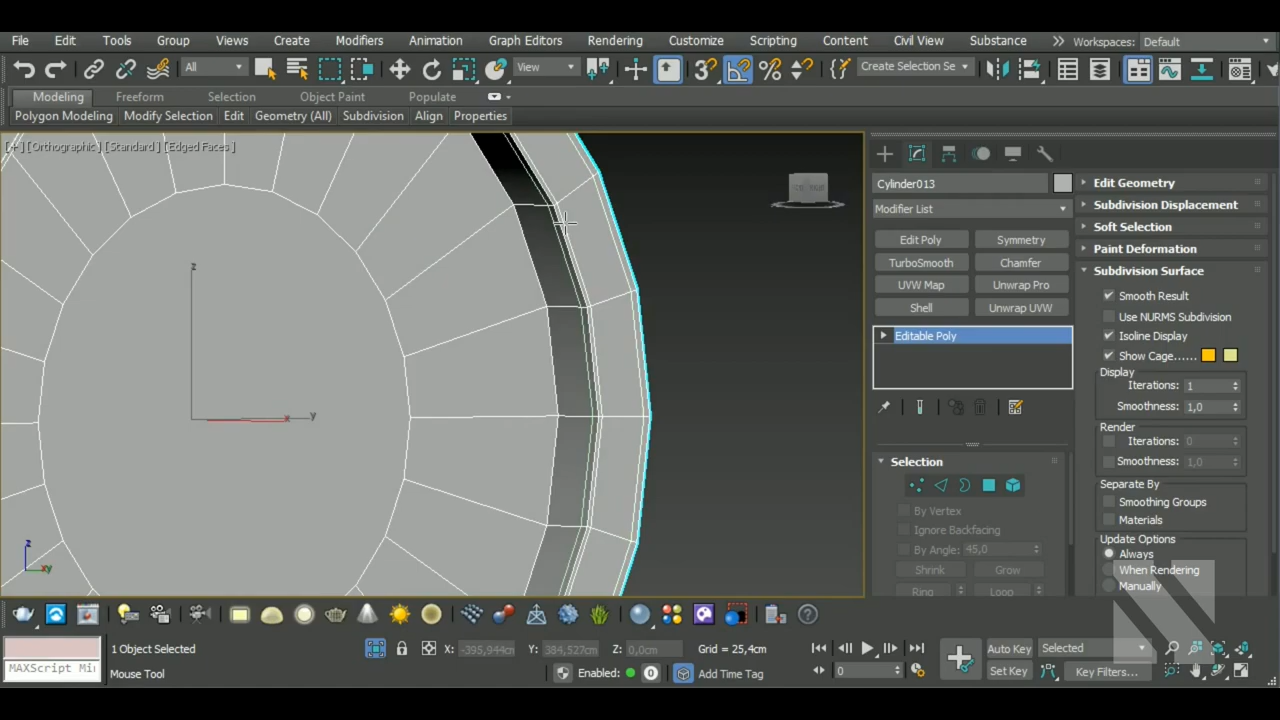 File Edit Tools Group Views Create Modifiers Animation Graph Editors Rendering Customize Scripting Content Civil View Substance Workspaces: Default
All View Create Selection Se
Modeling Freeform Selection Object Paint Populate
Polygon Modeling Modify Selection Edit Geometry (All) Subdivision Align Properties
[+] [Orthographic] [Standard] [Edged Faces]
z
x y
z
xy
Cylinder013
Modifier List
Edit Poly Symmetry
TurboSmooth Chamfer
UVW Map Unwrap Pro
Shell Unwrap UVW
Editable Poly
Selection
By Vertex
Ignore Backfacing
By Angle: 45,0
Shrink Grow
Ring Loop
Edit Geometry
Subdivision Displacement
Soft Selection
Paint Deformation
Subdivision Surface
Smooth Result
Use NURMS Subdivision
Isoline Display
Show Cage......
Display
Iterations: 1
Smoothness: 1,0
Render
Iterations: 0
Smoothness: 1,0
Separate By
Smoothing Groups
Materials
Update Options
Always
When Rendering
Manually
MAXScript Mi
1 Object Selected
Mouse Tool
X: -395,944cm Y: 384,527cm Z: 0,0cm Grid = 25,4cm
Enabled: 0 Add Time Tag
0
Auto Key Selected
Set Key Key Filters...